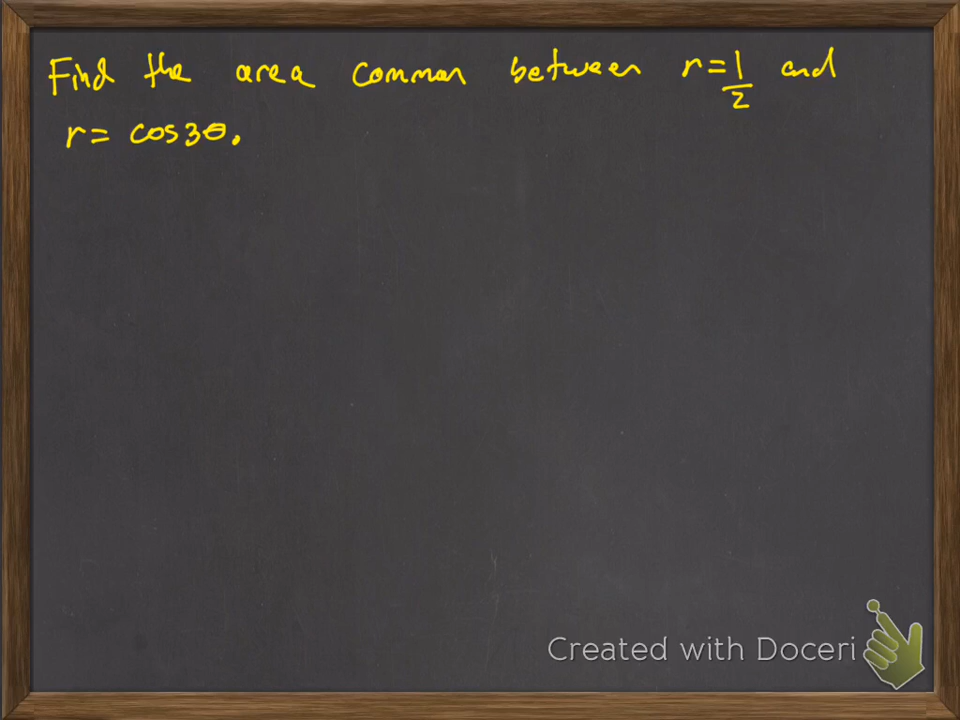 Find the area common between r = 1/2 and
r = cos3θ.
Created with Doceri